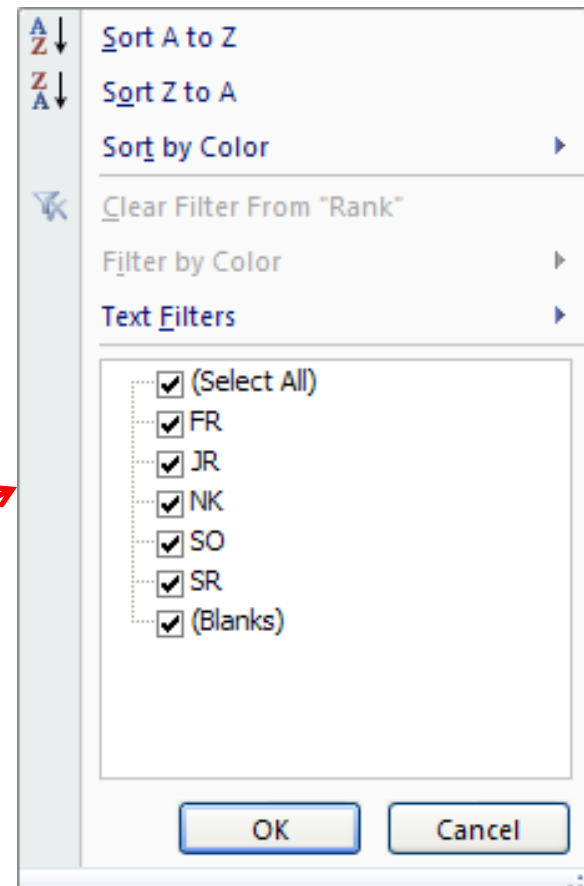 Sort A to Z
Sort Z to A
Sort by Color
Clear Filter From "Rank"
Filter by Color
Text Filters
(Select All)
FR
JR
NK
SO
SR
(Blanks)
OK Cancel